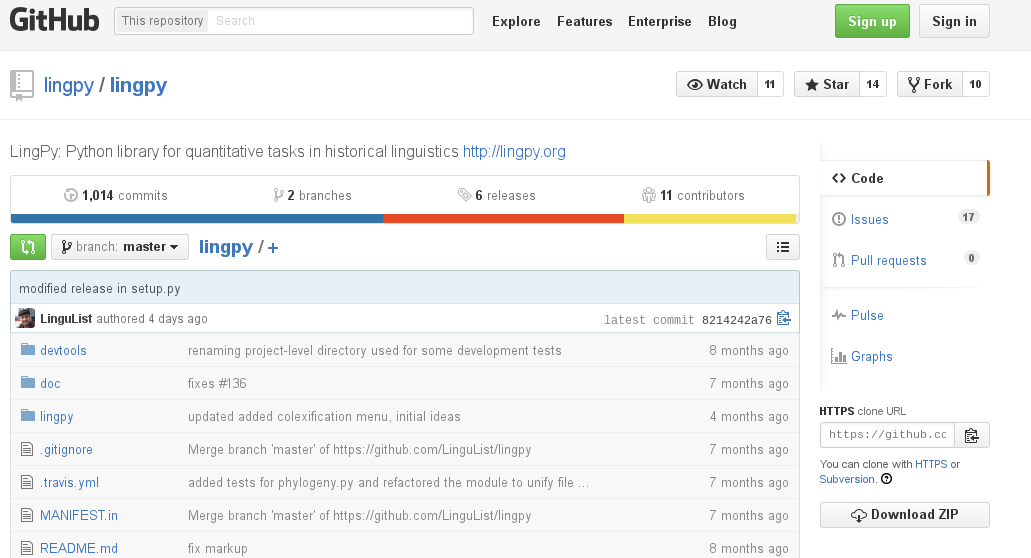 GitHub This repository Search Explore Features Enterprise Blog Sign up Sign in
lingpy / lingpy Watch 11 Star 14 Fork 10
LingPy: Python library for quantitative tasks in historical linguistics http://lingpy.org
1,014 commits 2 branches 6 releases 11 contributors
branch: master lingpy / +
modified release in setup.py
LinguList authored 4 days ago latest commit 8214242a76
devtools renaming project-level directory used for some development tests 8 months ago
doc fixes #136 7 months ago
lingpy updated added colexification menu, initial ideas 4 months ago
.gitignore Merge branch 'master' of https://github.com/LinguList/lingpy 7 months ago
.travis.yml added tests for phylogeny.py and refactored the module to unify file ... 7 months ago
MANIFEST.in Merge branch 'master' of https://github.com/LinguList/lingpy 7 months ago
README.md fix markup 8 months ago
Code
Issues 17
Pull requests 0
Pulse
Graphs
HTTPS clone URL
https://github.cc
You can clone with HTTPS or
Subversion.
Download ZIP